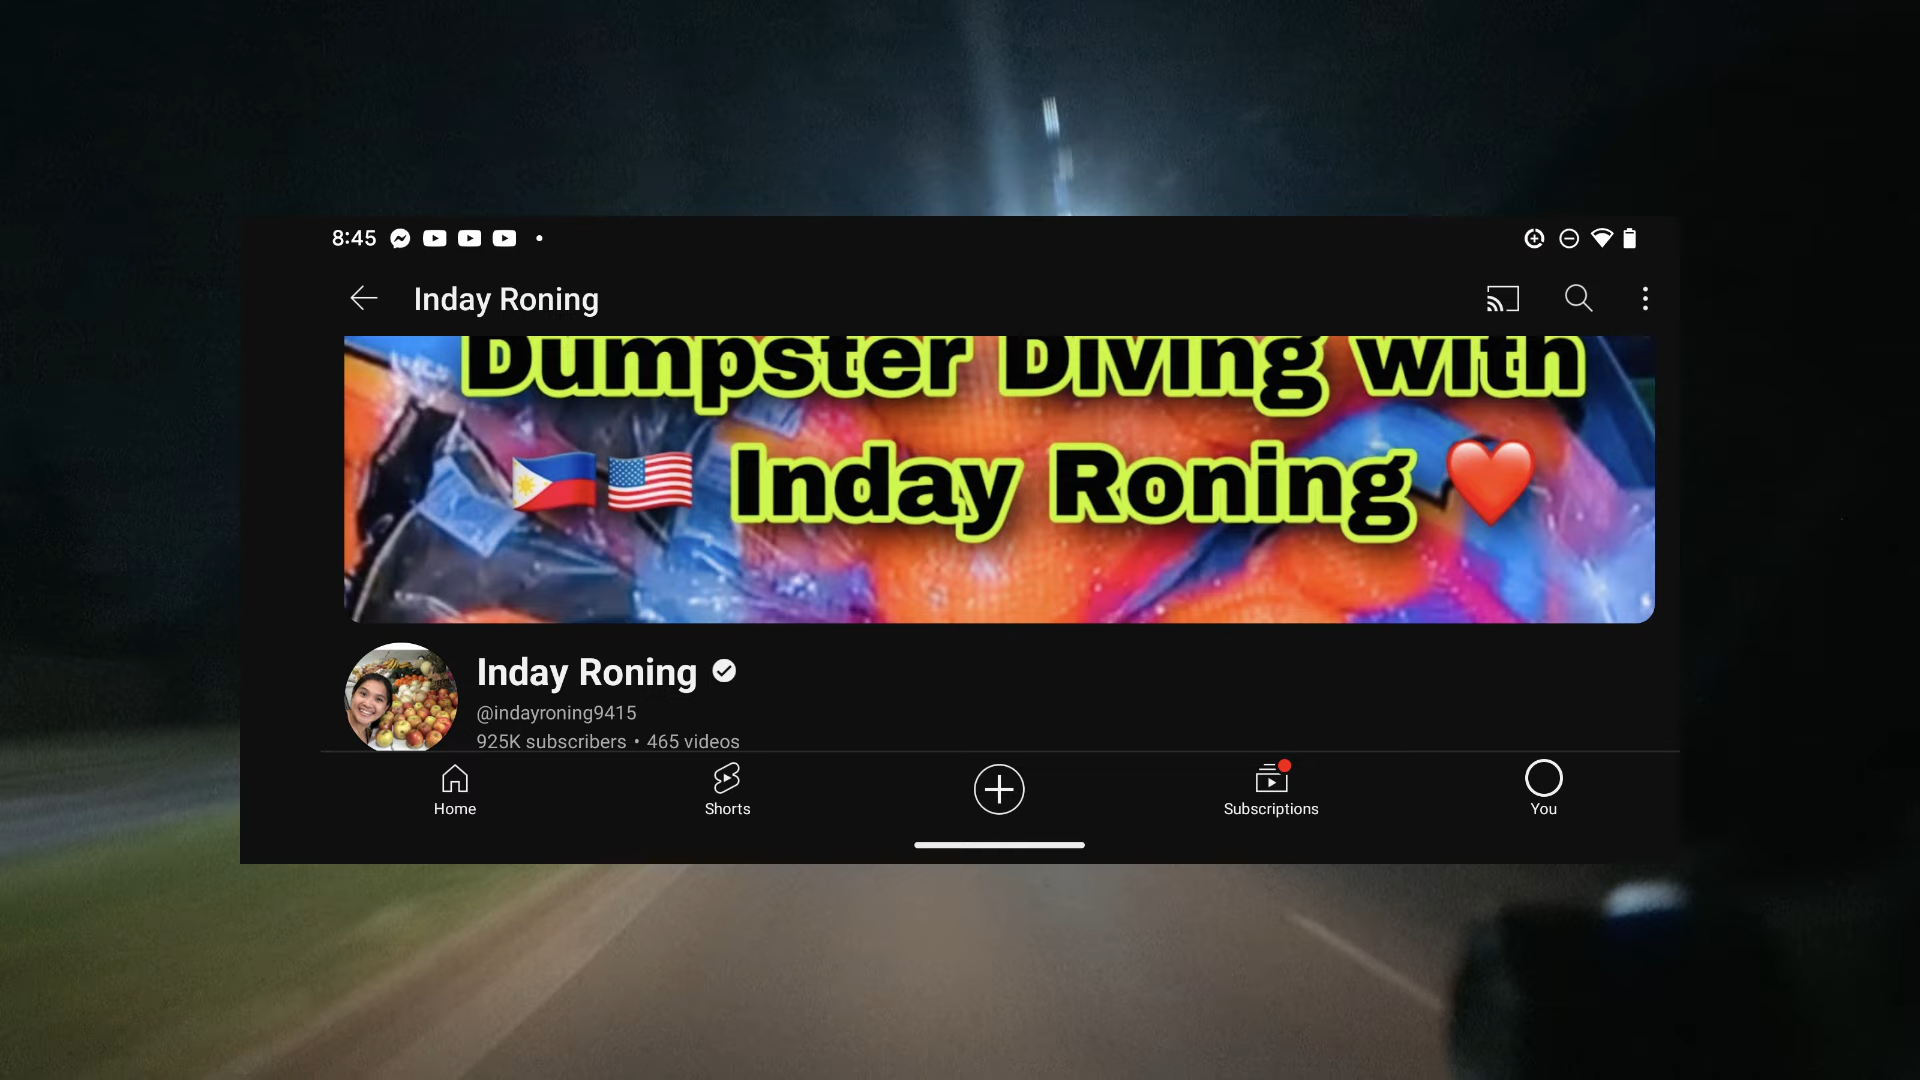 8:45
Inday Roning
Dumpster Diving with
🇵🇭🇺🇸 Inday Roning ❤️
Inday Roning
@indayroning9415
925K subscribers • 465 videos
Home
Shorts
Subscriptions
You